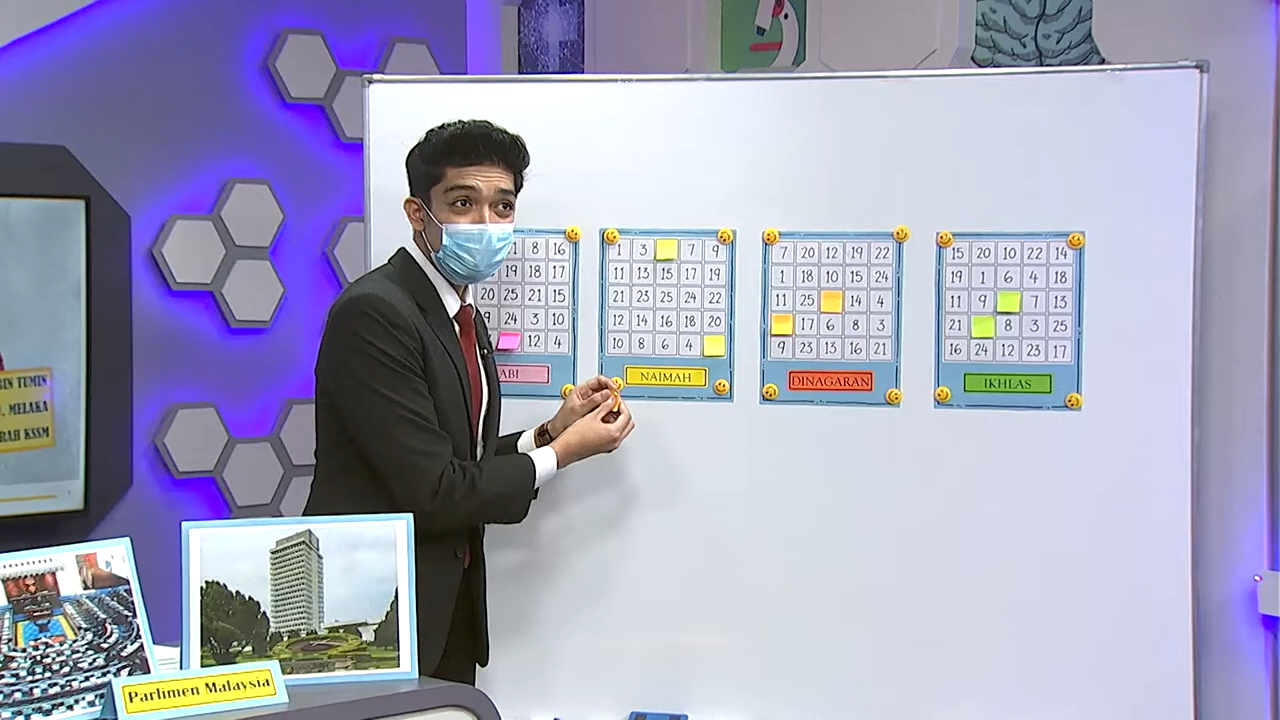 BIN TUMIN
, MELAKA
RAH KSSM
8 16
19 18 17
20 25 21 15
9 24 3 10
12 4
ABI
1 3 7 9
11 13 15 17 19
21 23 25 24 22
12 14 16 18 20
10 8 6 4
NAIMAH
7 20 12 19 22
1 18 10 15 24
11 25 14 4
17 6 8 3
9 23 13 16 21
DINAGARAN
15 20 10 22 14
19 1 6 4 18
11 9 7 13
21 8 3 25
16 24 12 23 17
IKHLAS
Parlimen Malaysia